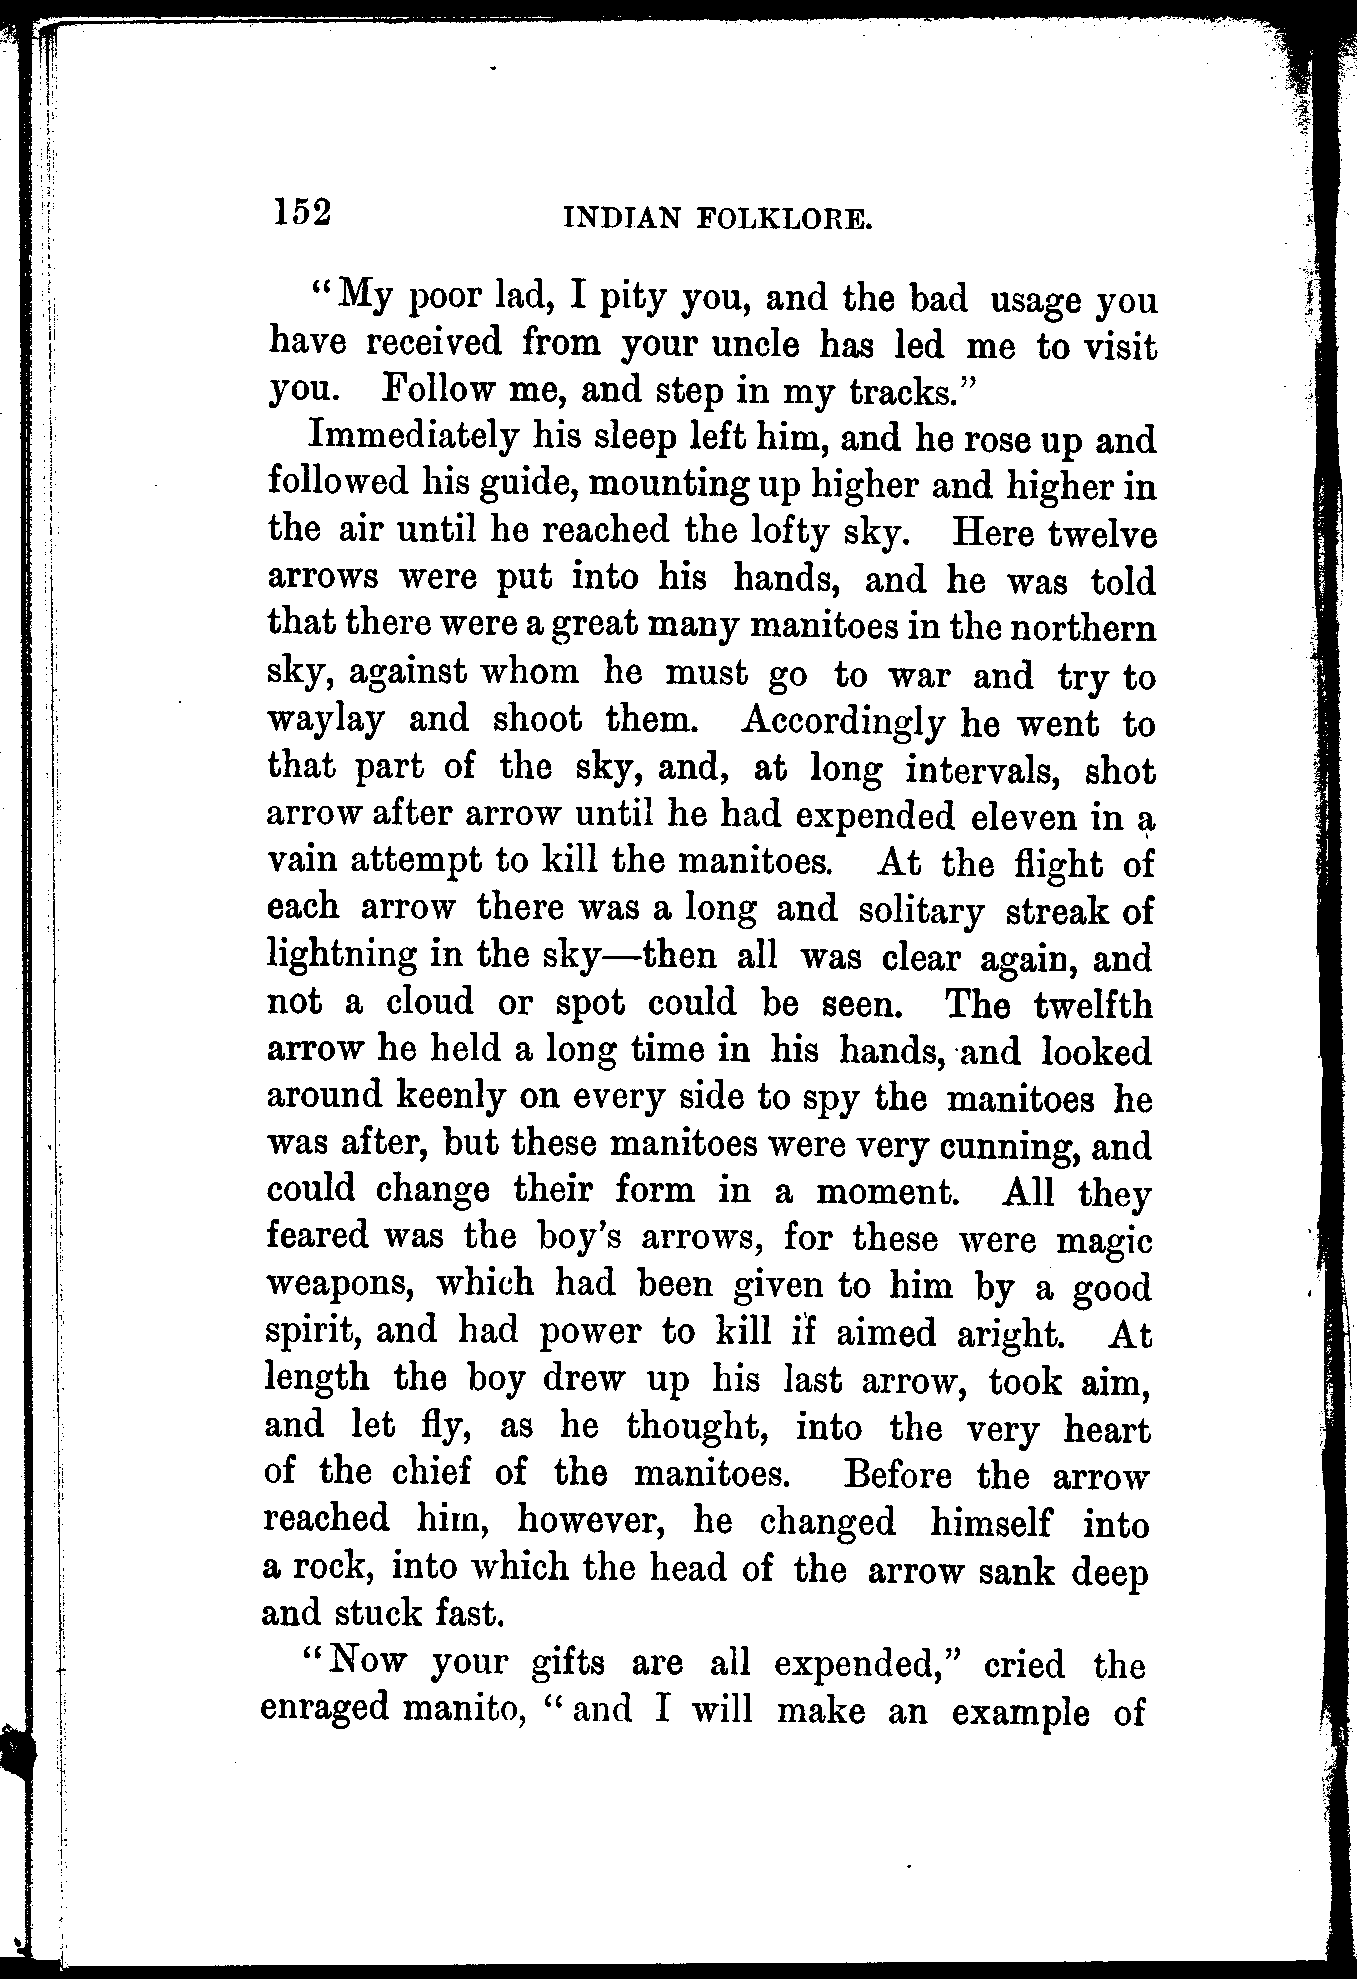 152 INDIAN FOLKLORE.
“My poor lad, I pity you, and the bad usage you
have received from your uncle has led me to visit
you. Follow me, and step in my tracks.”
Immediately his sleep left him, and he rose up and
followed his guide, mounting up higher and higher in
the air until he reached the lofty sky. Here twelve
arrows were put into his hands, and he was told
that there were a great many manitoes in the northern
sky, against whom he must go to war and try to
waylay and shoot them. Accordingly he went to
that part of the sky, and, at long intervals, shot
arrow after arrow until he had expended eleven in a
vain attempt to kill the manitoes. At the flight of
each arrow there was a long and solitary streak of
lightning in the sky—then all was clear again, and
not a cloud or spot could be seen. The twelfth
arrow he held a long time in his hands, and looked
around keenly on every side to spy the manitoes he
was after, but these manitoes were very cunning, and
could change their form in a moment. All they
feared was the boy’s arrows, for these were magic
weapons, which had been given to him by a good
spirit, and had power to kill if aimed aright. At
length the boy drew up his last arrow, took aim,
and let fly, as he thought, into the very heart
of the chief of the manitoes. Before the arrow
reached him, however, he changed himself into
a rock, into which the head of the arrow sank deep
and stuck fast.
“Now your gifts are all expended,” cried the
enraged manito, “and I will make an example of